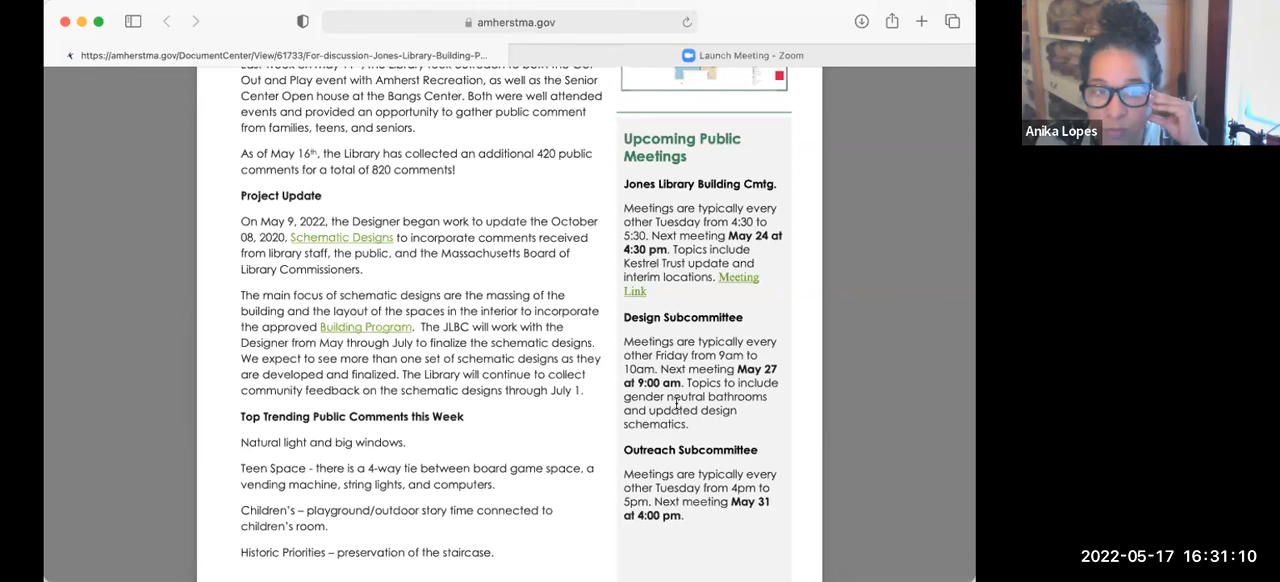 amherstma.gov
https://amherstma.gov/DocumentCenter/View/61733/For-discussion-Jones-Library-Building-P...
Launch Meeting - Zoom
Out and Play event with Amherst Recreation, as well as the Senior
Center Open house at the Bangs Center. Both were well attended
events and provided an opportunity to gather public comment
from families, teens, and seniors.
As of May 16th, the Library has collected an additional 420 public
comments for a total of 820 comments!
Project Update
On May 9, 2022, the Designer began work to update the October
08, 2020, Schematic Designs to incorporate comments received
from library staff, the public, and the Massachusetts Board of
Library Commissioners.
The main focus of schematic designs are the massing of the
building and the layout of the spaces in the interior to incorporate
the approved Building Program. The JLBC will work with the
Designer from May through July to finalize the schematic designs.
We expect to see more than one set of schematic designs as they
are developed and finalized. The Library will continue to collect
community feedback on the schematic designs through July 1.
Top Trending Public Comments this Week
Natural light and big windows.
Teen Space - there is a 4-way tie between board game space, a
vending machine, string lights, and computers.
Children's – playground/outdoor story time connected to
children's room.
Historic Priorities – preservation of the staircase.
Upcoming Public
Meetings
Jones Library Building Cmtg.
Meetings are typically every
other Tuesday from 4:30 to
5:30. Next meeting May 24 at
4:30 pm. Topics include
Kestrel Trust update and
interim locations. Meeting
Link
Design Subcommittee
Meetings are typically every
other Friday from 9am to
10am. Next meeting May 27
at 9:00 am. Topics to include
gender neutral bathrooms
and updated design
schematics.
Outreach Subcommittee
Meetings are typically every
other Tuesday from 4pm to
5pm. Next meeting May 31
at 4:00 pm.
Anika Lopes
2022-05-17 16:31:10